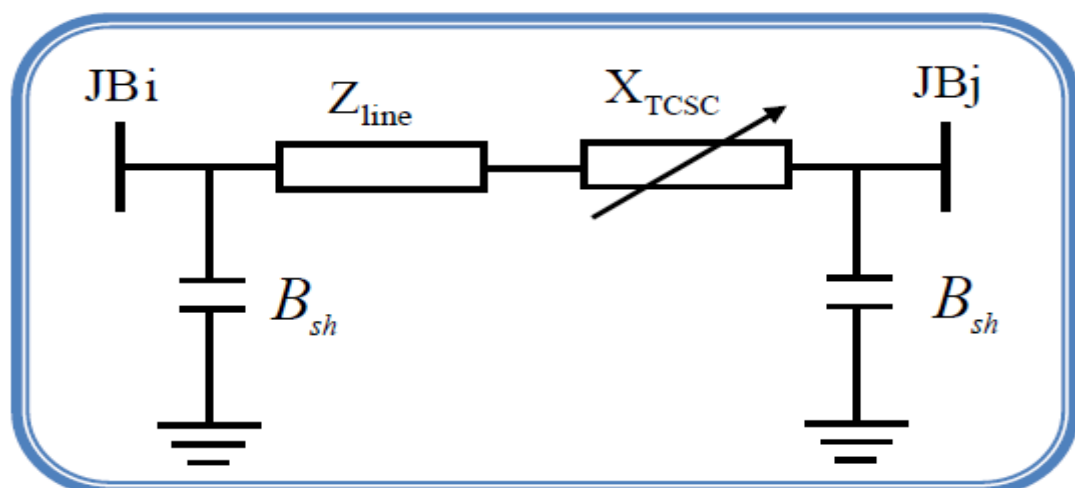 JBi
Z_line
X_TCSC
JBj
B_sh
B_sh